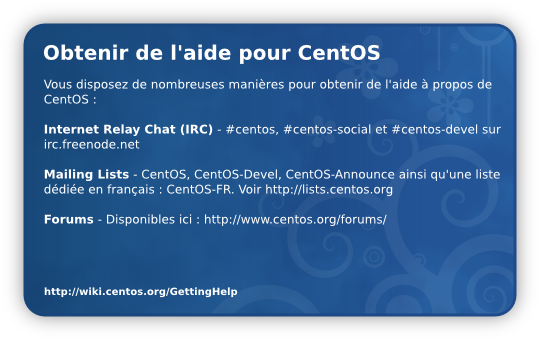 Obtenir de l'aide pour CentOS
Vous disposez de nombreuses manières pour obtenir de l'aide à propos de
CentOS :
Internet Relay Chat (IRC) - #centos, #centos-social et #centos-devel sur
irc.freenode.net
Mailing Lists - CentOS, CentOS-Devel, CentOS-Announce ainsi qu'une liste
dédiée en français : CentOS-FR. Voir http://lists.centos.org
Forums - Disponibles ici : http://www.centos.org/forums/
http://wiki.centos.org/GettingHelp